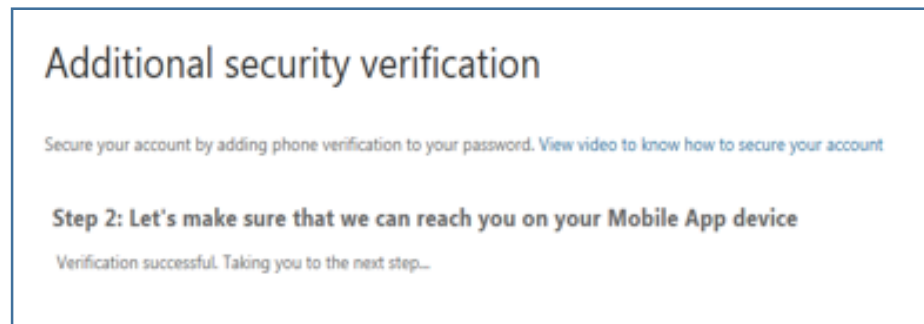 Additional security verification
Secure your account by adding phone verification to your password. View video to know how to secure your account
Step 2: Let's make sure that we can reach you on your Mobile App device
Verification successful. Taking you to the next step...